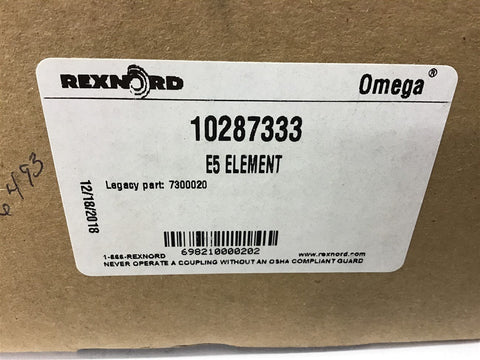 REXNORD
Omega®
10287333
E5 ELEMENT
Legacy part: 7300020
12/18/2018
493
698210000202
1-866-REXNORD
www.rexnord.com
NEVER OPERATE A COUPLING WITHOUT AN OSHA COMPLIANT GUARD